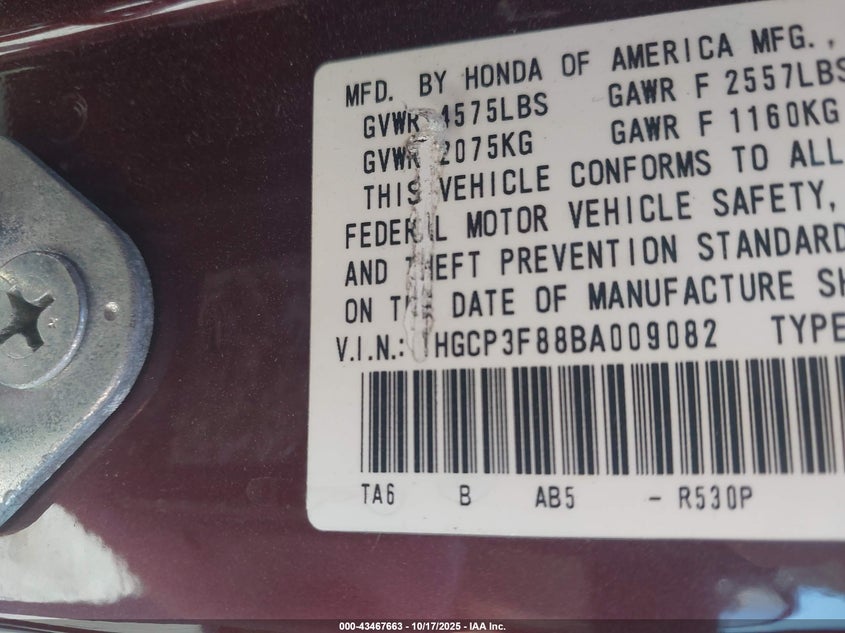 MFD. BY HONDA OF AMERICA MFG.,
GVWR 4575LBS GAWR F 2557LBS
GVWR 2075KG GAWR F 1160KG
THIS VEHICLE CONFORMS TO ALL
FEDERAL MOTOR VEHICLE SAFETY,
AND THEFT PREVENTION STANDARD
ON THE DATE OF MANUFACTURE SH
V.I.N.: 1HGCP3F88BA009082 TYPE
TA6 B AB5 - R530P
000-43467663 - 10/17/2025 - IAA Inc.